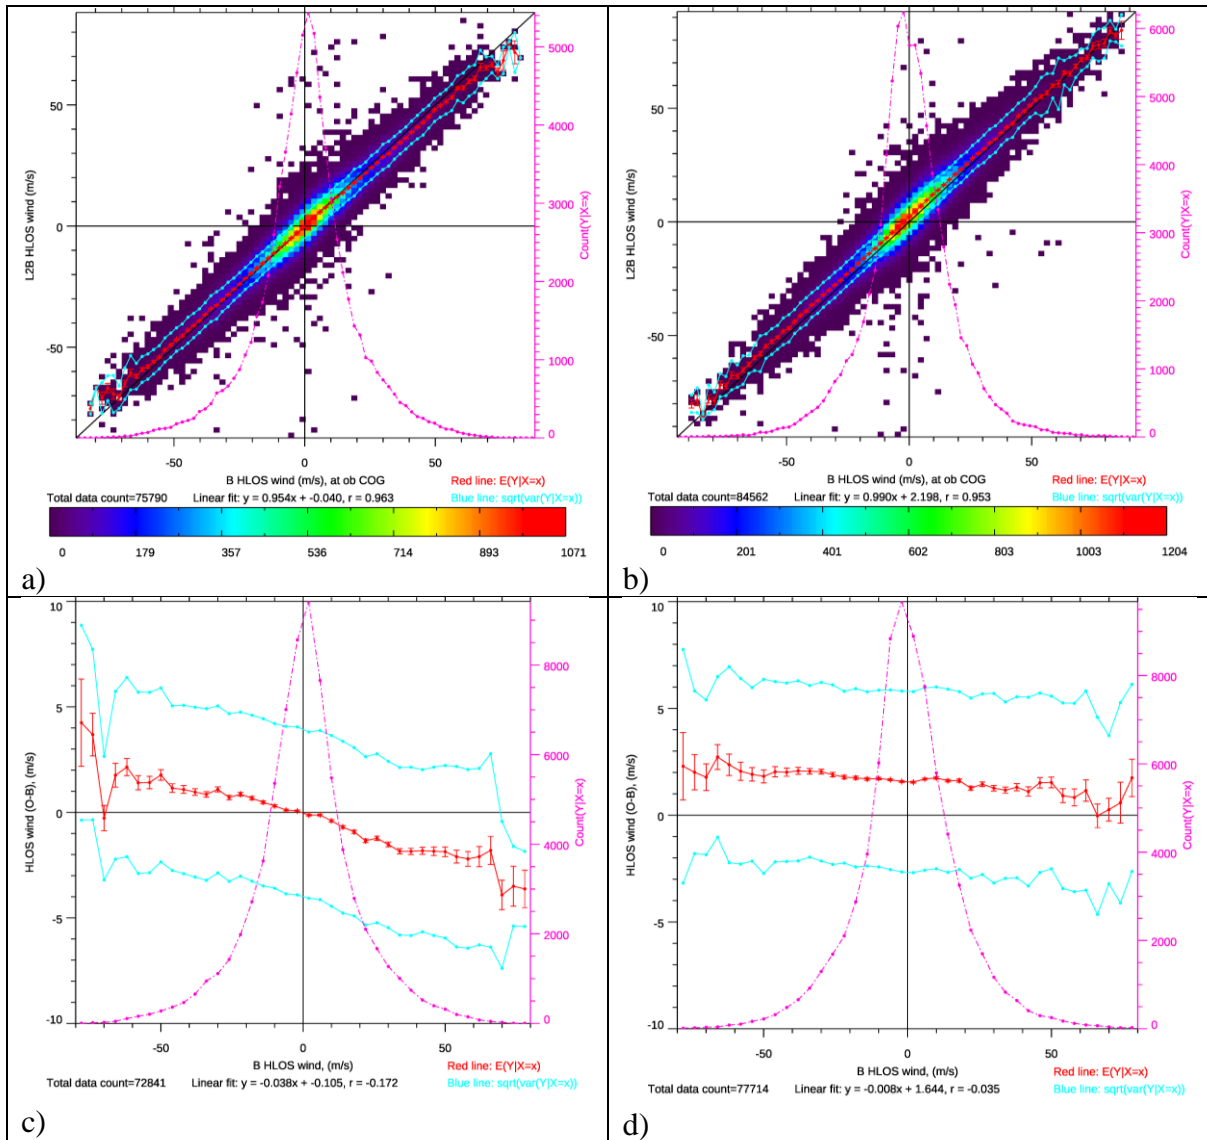 50
0
-50
L2B HLOS wind (m/s)
5000
4000
3000
2000
1000
0
Count(Y|X=x)
-50 0 50
B HLOS wind (m/s), at ob COG
Red line: E(Y|X=x)
Total data count=75790 Linear fit: y = 0.954x + -0.040, r = 0.963 Blue line: sqrt(var(Y|X=x))
0 179 357 536 714 893 1071
a)
50
0
-50
L2B HLOS wind (m/s)
6000
5000
4000
3000
2000
1000
0
Count(Y|X=x)
-50 0 50
B HLOS wind (m/s), at ob COG
Red line: E(Y|X=x)
Total data count=84562 Linear fit: y = 0.990x + 2.198, r = 0.953 Blue line: sqrt(var(Y|X=x))
0 201 401 602 803 1003 1204
b)
10
5
0
-5
-10
HLOS wind (O-B), (m/s)
8000
6000
4000
2000
0
Count(Y|X=x)
-50 0 50
B HLOS wind, (m/s)
Red line: E(Y|X=x)
Total data count=72841 Linear fit: y = -0.038x + -0.105, r = -0.172 Blue line: sqrt(var(Y|X=x))
c)
10
5
0
-5
-10
HLOS wind (O-B), (m/s)
8000
6000
4000
2000
0
Count(Y|X=x)
-50 0 50
B HLOS wind, (m/s)
Red line: E(Y|X=x)
Total data count=77714 Linear fit: y = -0.008x + 1.644, r = -0.035 Blue line: sqrt(var(Y|X=x))
d)